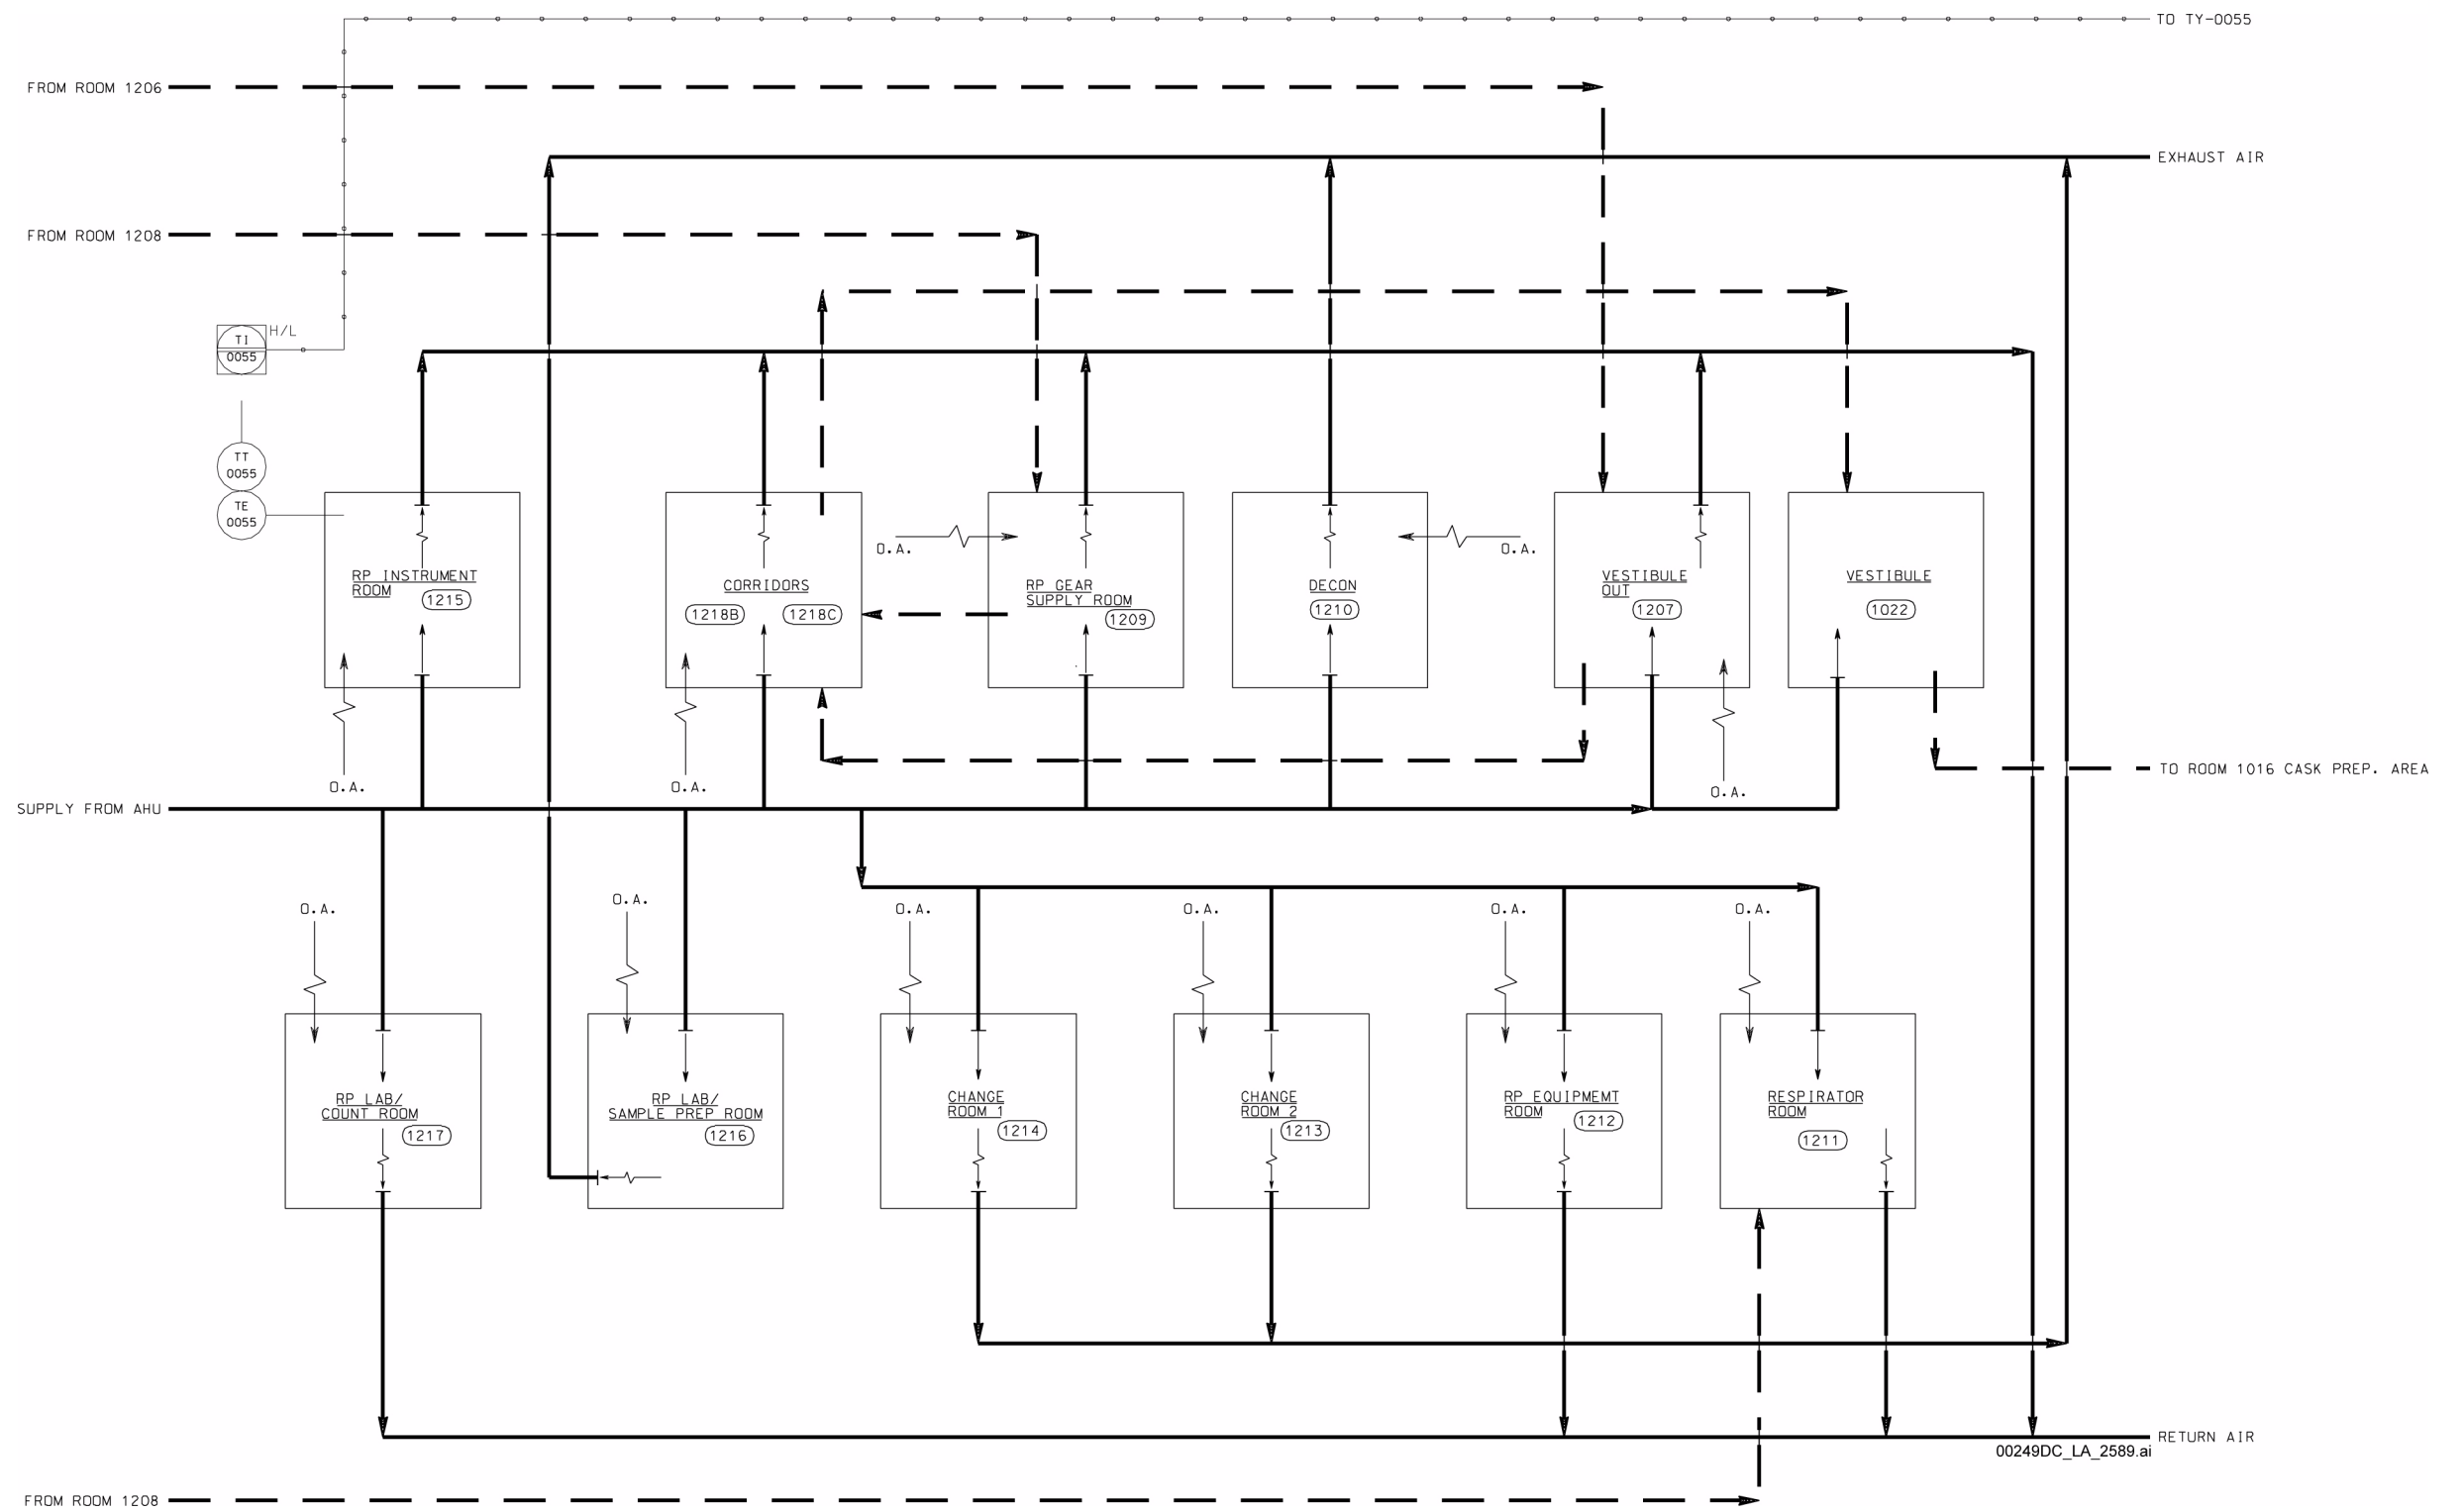 TO TY-0055
FROM ROOM 1206
EXHAUST AIR
FROM ROOM 1208
H/L
TI
0055
TT
0055
TE
0055
O.A.
O.A.
RP INSTRUMENT
ROOM
1215
CORRIDORS
1218B
1218C
RP GEAR
SUPPLY ROOM
1209
DECON
1210
VESTIBULE
OUT
1207
VESTIBULE
1022
TO ROOM 1016 CASK PREP. AREA
O.A.
O.A.
O.A.
SUPPLY FROM AHU
O.A.
O.A.
O.A.
O.A.
O.A.
O.A.
RP LAB/
COUNT ROOM
1217
RP LAB/
SAMPLE PREP ROOM
1216
CHANGE
ROOM 1
1214
CHANGE
ROOM 2
1213
RP EQUIPMEMT
ROOM
1212
RESPIRATOR
ROOM
1211
RETURN AIR
00249DC_LA_2589.ai
FROM ROOM 1208